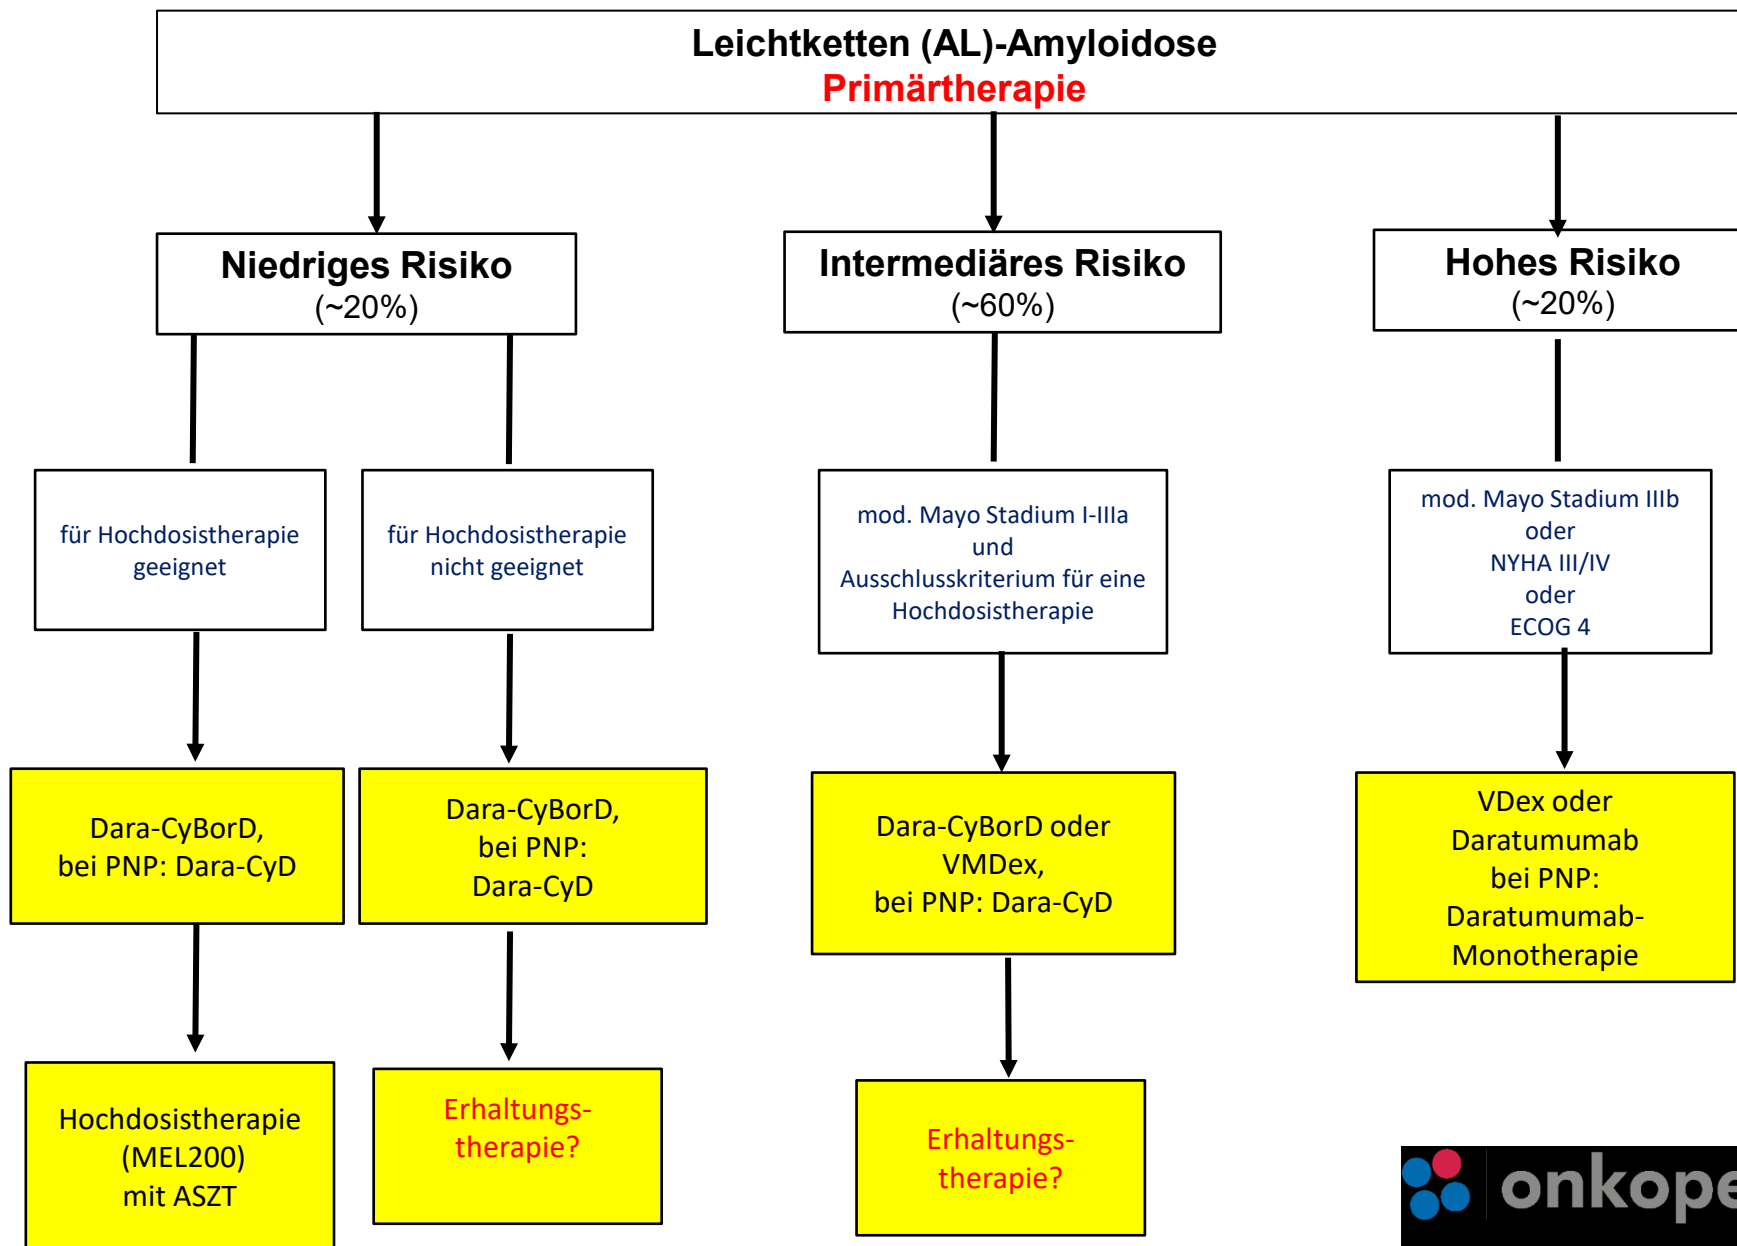 Leichtketten (AL)-Amyloidose
Primärtherapie
Niedriges Risiko
(~20%)
Intermediäres Risiko
(~60%)
Hohes Risiko
(~20%)
für Hochdosistherapie
geeignet
für Hochdosistherapie
nicht geeignet
mod. Mayo Stadium I-IIIa
und
Ausschlusskriterium für eine
Hochdosistherapie
mod. Mayo Stadium IIIb
oder
NYHA III/IV
oder
ECOG 4
Dara-CyBorD,
bei PNP: Dara-CyD
Dara-CyBorD,
bei PNP:
Dara-CyD
Dara-CyBorD oder
VMDex,
bei PNP: Dara-CyD
VDex oder
Daratumumab
bei PNP:
Daratumumab-
Monotherapie
Hochdosistherapie
(MEL200)
mit ASZT
Erhaltungs-
therapie?
Erhaltungs-
therapie?
onkope